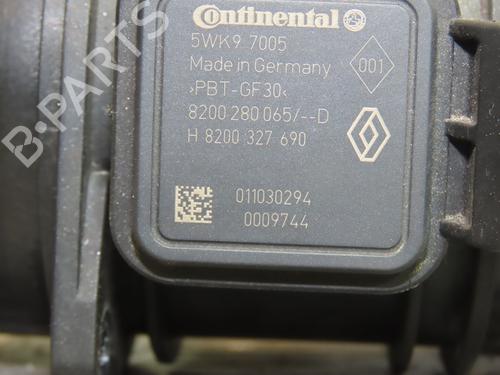 Continental
5WK9 7005
Made in Germany
001
>PBT-GF30<
8200 280 065/--D
H 8200 327 690
011030294
0009744
B-PARTS